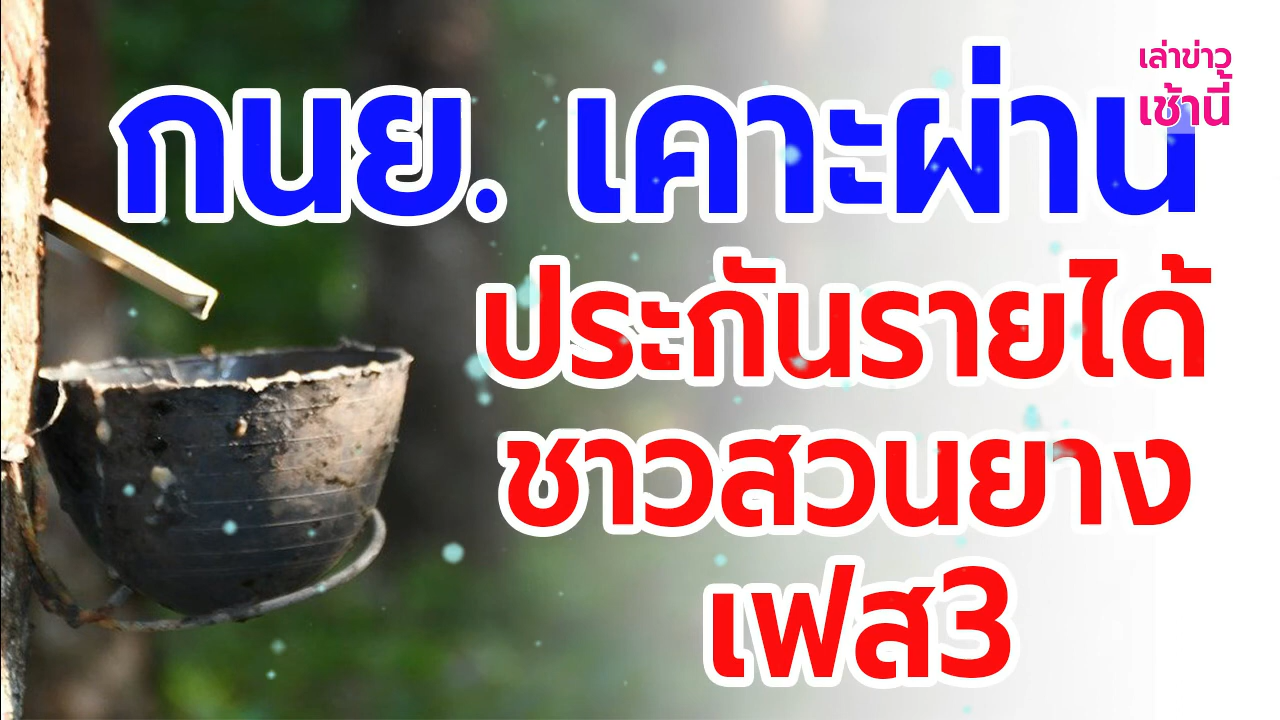 เล่าข่าว
เช้านี้
กนย. เคาะผ่าน
ประกันรายได้
ชาวสวนยาง
เฟส3